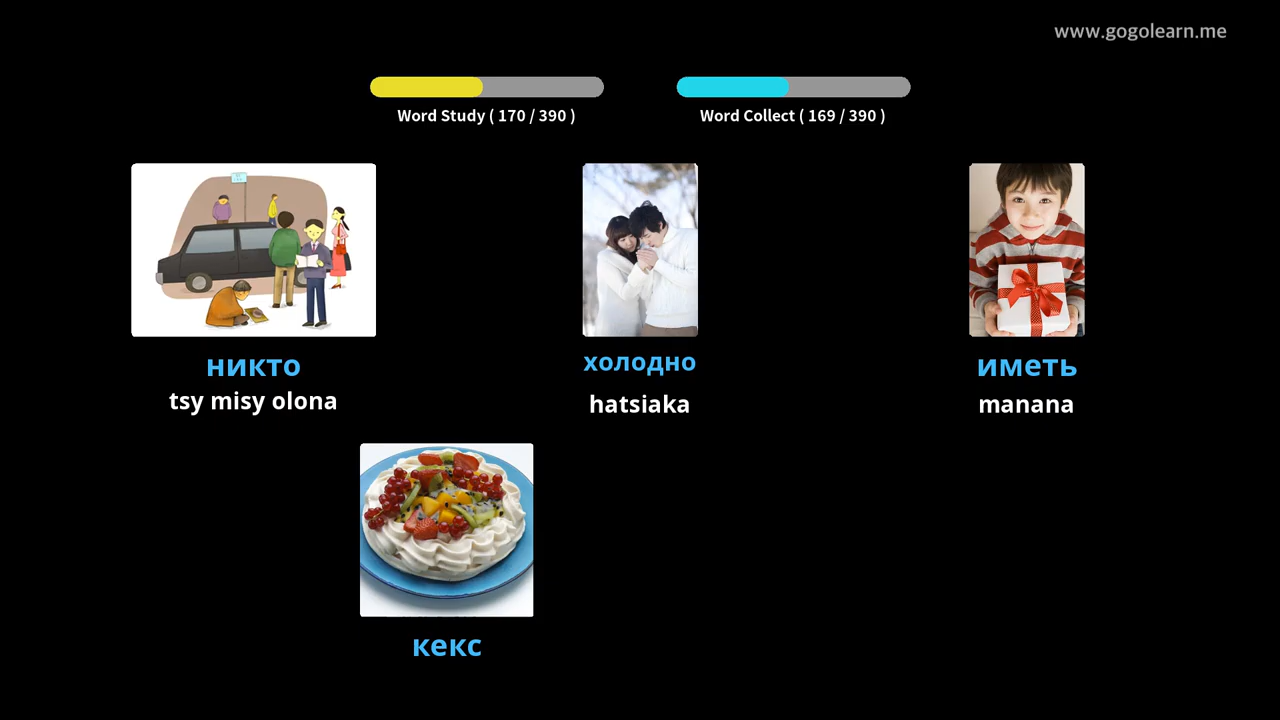 www.gogolearn.me
Word Study ( 170 / 390 )
Word Collect ( 169 / 390 )
никто
tsy misy olona
холодно
hatsiaka
иметь
manana
кекс